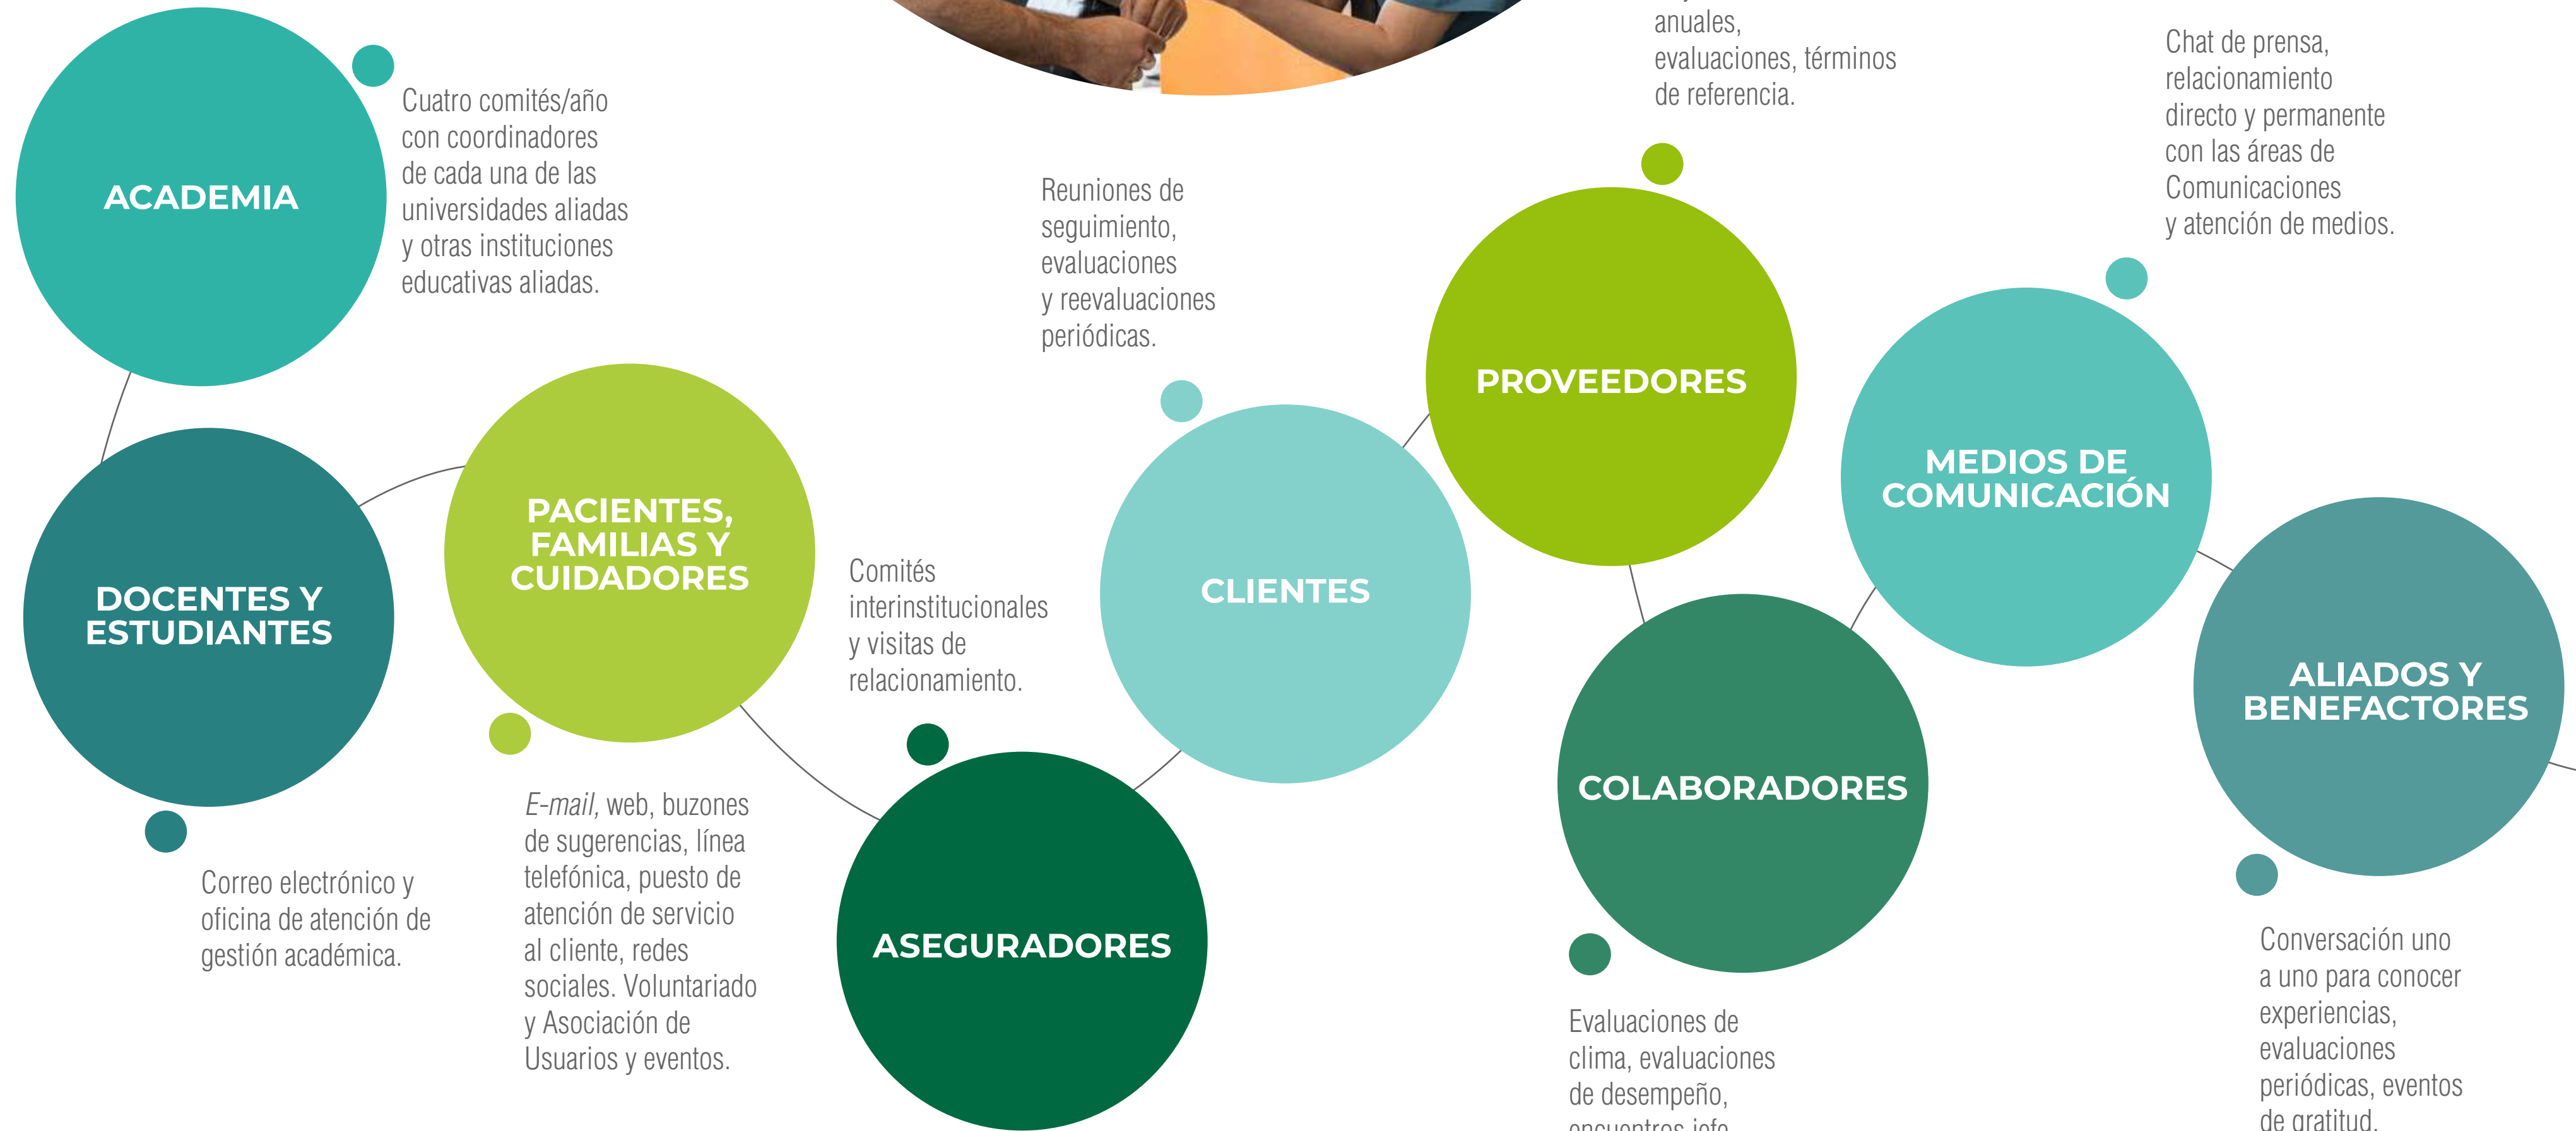 ACADEMIA
Cuatro comités/año
con coordinadores
de cada una de las
universidades aliadas
y otras instituciones
educativas aliadas.
DOCENTES Y
ESTUDIANTES
Correo electrónico y
oficina de atención de
gestión académica.
PACIENTES,
FAMILIAS Y
CUIDADORES
E-mail, web, buzones
de sugerencias, línea
telefónica, puesto de
atención de servicio
al cliente, redes
sociales. Voluntariado
y Asociación de
Usuarios y eventos.
Comités
interinstitucionales
y visitas de
relacionamiento.
ASEGURADORES
Reuniones de
seguimiento,
evaluaciones
y reevaluaciones
periódicas.
CLIENTES
anuales,
evaluaciones, términos
de referencia.
PROVEEDORES
COLABORADORES
Evaluaciones de
clima, evaluaciones
de desempeño,
encuentros jefe
Chat de prensa,
relacionamiento
directo y permanente
con las áreas de
Comunicaciones
y atención de medios.
MEDIOS DE
COMUNICACIÓN
ALIADOS Y
BENEFACTORES
Conversación uno
a uno para conocer
experiencias,
evaluaciones
periódicas, eventos
de gratitud.